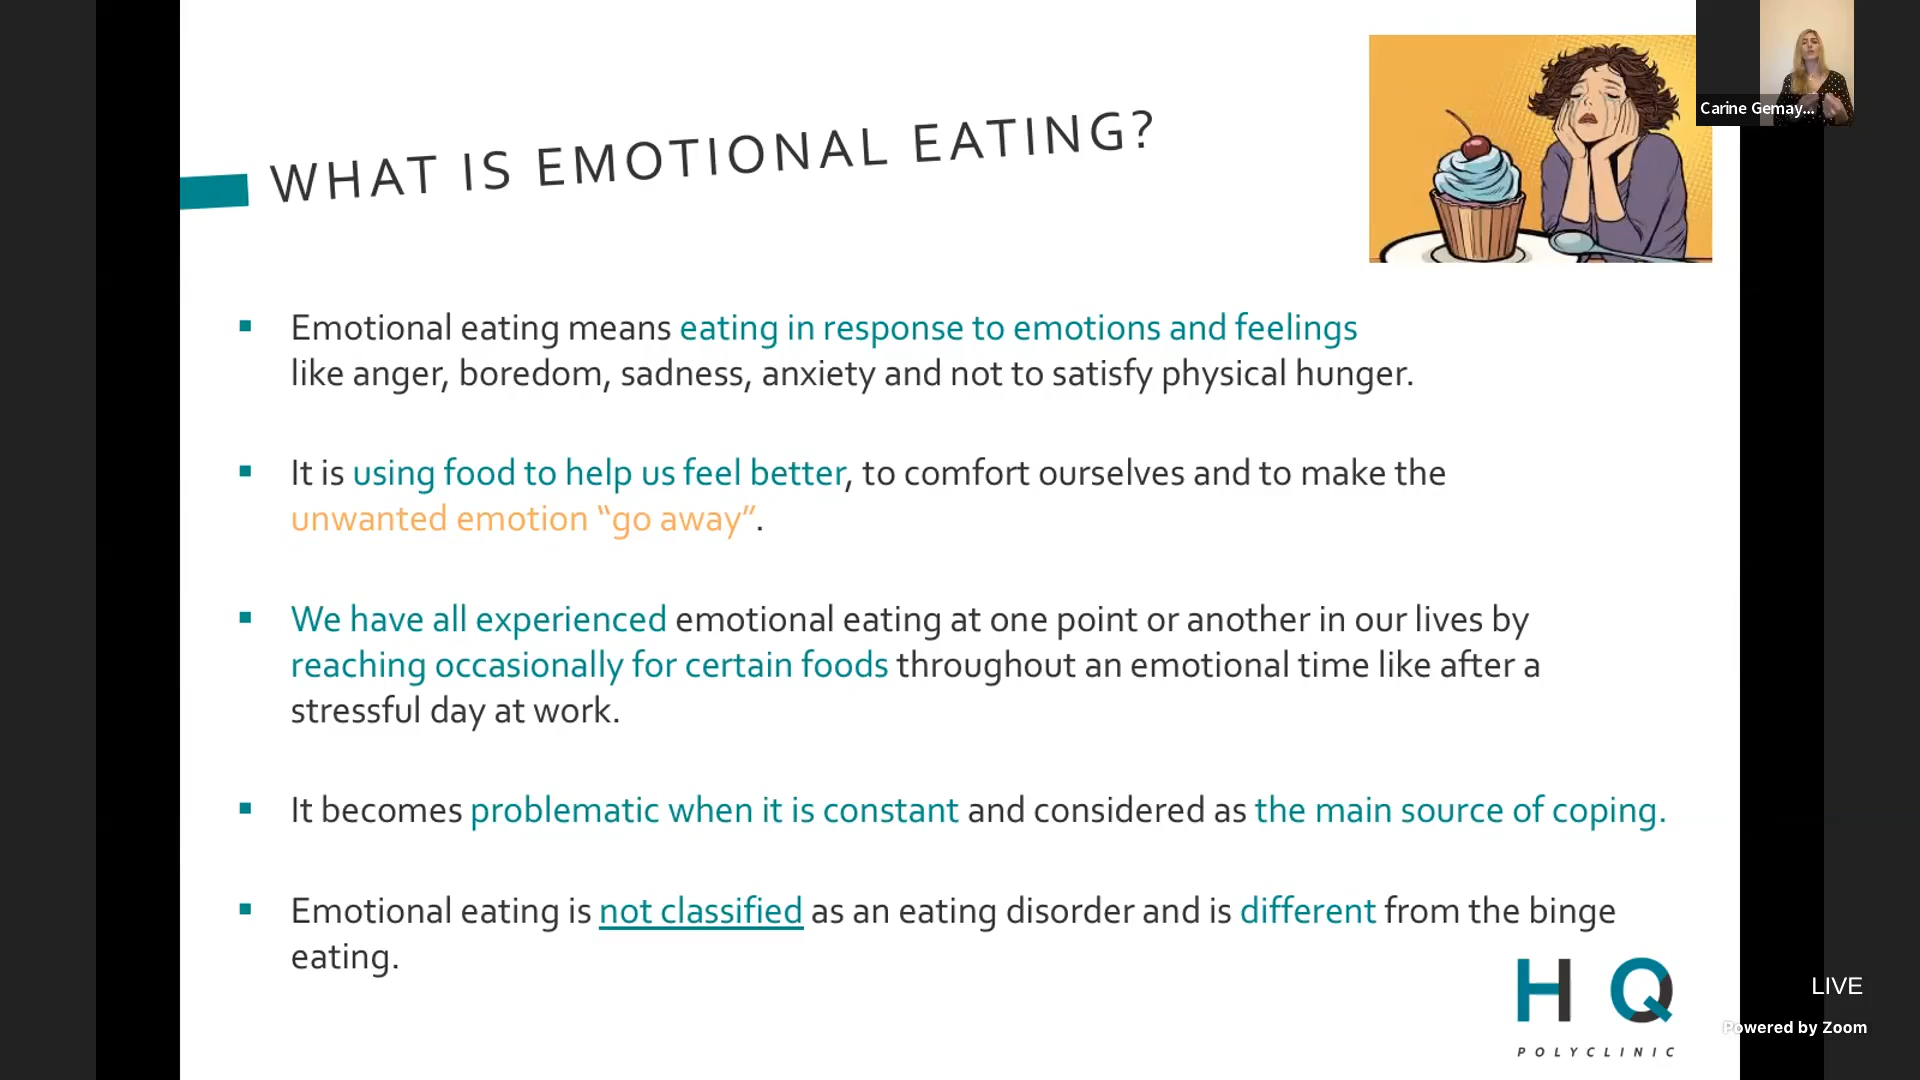 Carine Gemay...
WHAT IS EMOTIONAL EATING?
Emotional eating means eating in response to emotions and feelings
like anger, boredom, sadness, anxiety and not to satisfy physical hunger.
It is using food to help us feel better, to comfort ourselves and to make the
unwanted emotion “go away”.
We have all experienced emotional eating at one point or another in our lives by
reaching occasionally for certain foods throughout an emotional time like after a
stressful day at work.
It becomes problematic when it is constant and considered as the main source of coping.
Emotional eating is not classified as an eating disorder and is different from the binge
eating.
H Q
POLYCLINIC
LIVE
Powered by Zoom